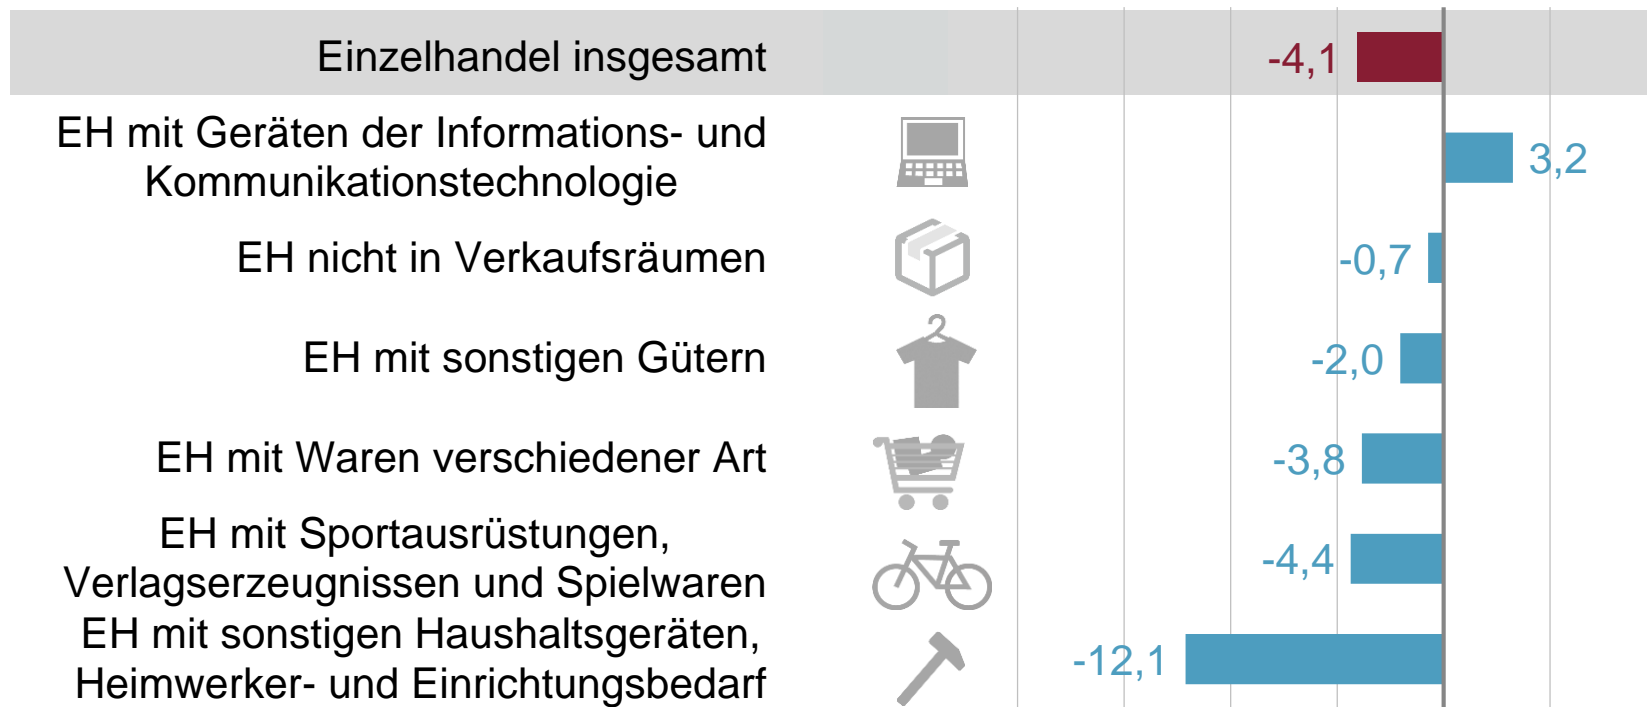 Einzelhandel insgesamt
-4,1
EH mit Geräten der Informations- und
Kommunikationstechnologie
3,2
EH nicht in Verkaufsräumen
-0,7
EH mit sonstigen Gütern
-2,0
EH mit Waren verschiedener Art
-3,8
EH mit Sportausrüstungen,
Verlagserzeugnissen und Spielwaren
-4,4
EH mit sonstigen Haushaltsgeräten,
Heimwerker- und Einrichtungsbedarf
-12,1